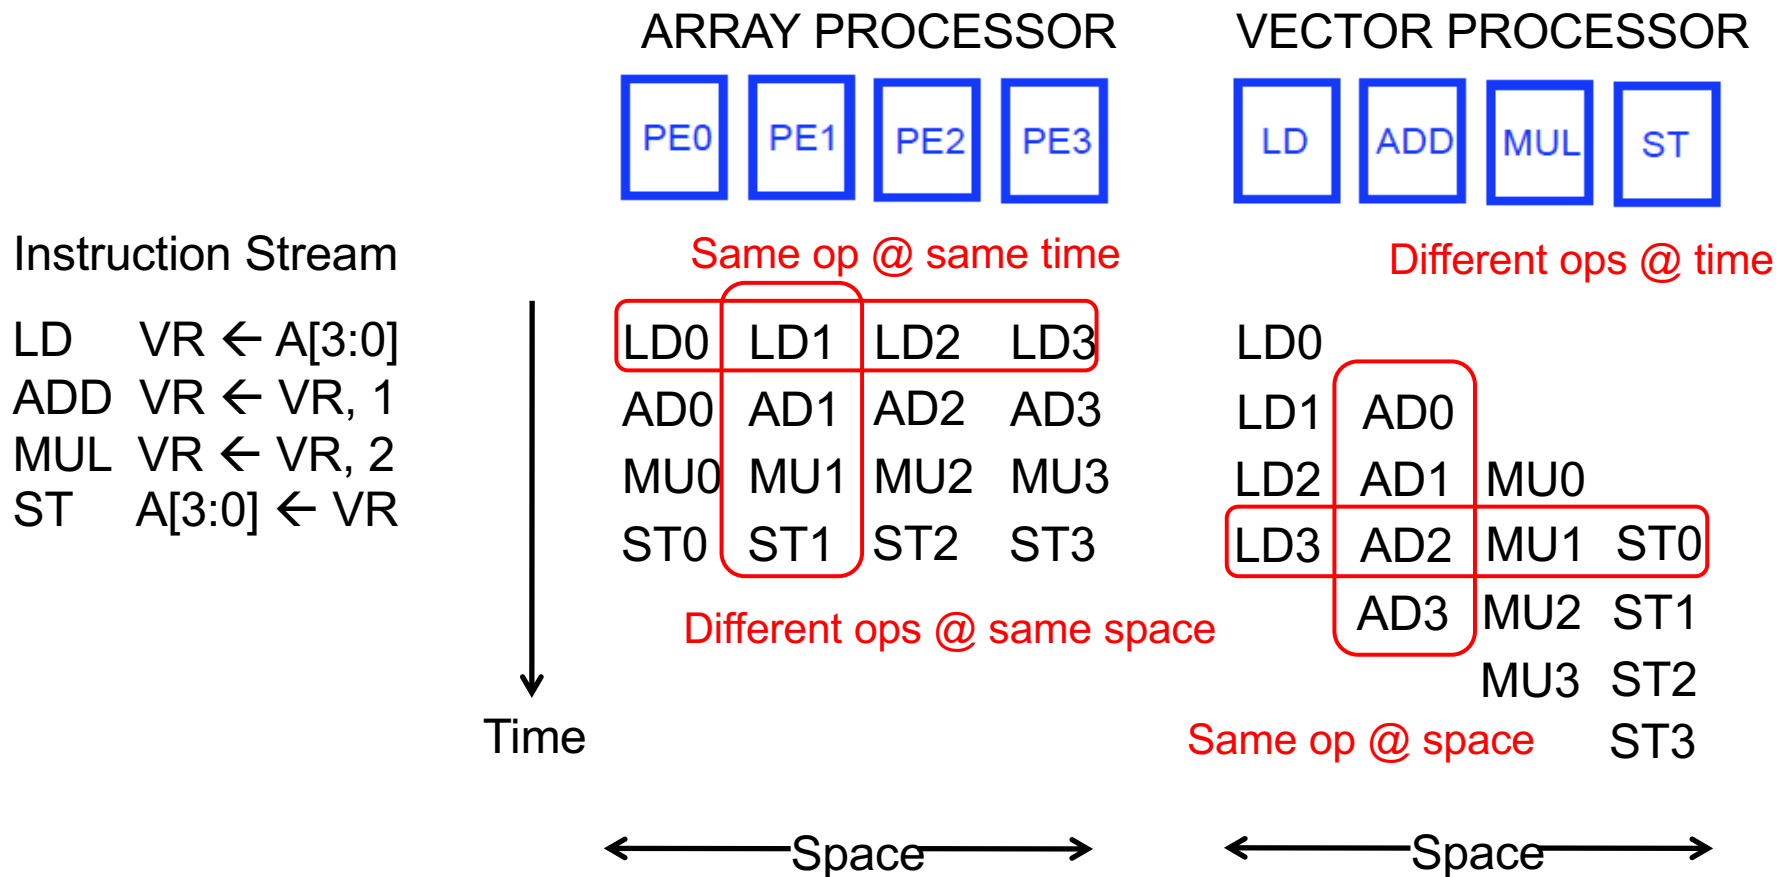 ARRAY PROCESSOR
VECTOR PROCESSOR
PE0 PE1 PE2 PE3
LD ADD MUL ST
Instruction Stream
Same op @ same time
Different ops @ time
LD VR ← A[3:0]
ADD VR ← VR, 1
MUL VR ← VR, 2
ST A[3:0] ← VR
LD0 LD1 LD2 LD3
AD0 AD1 AD2 AD3
MU0 MU1 MU2 MU3
ST0 ST1 ST2 ST3
Different ops @ same space
LD0
LD1 AD0
LD2 AD1 MU0
LD3 AD2 MU1 ST0
AD3 MU2 ST1
MU3 ST2
ST3
Same op @ space
Time
Space
Space